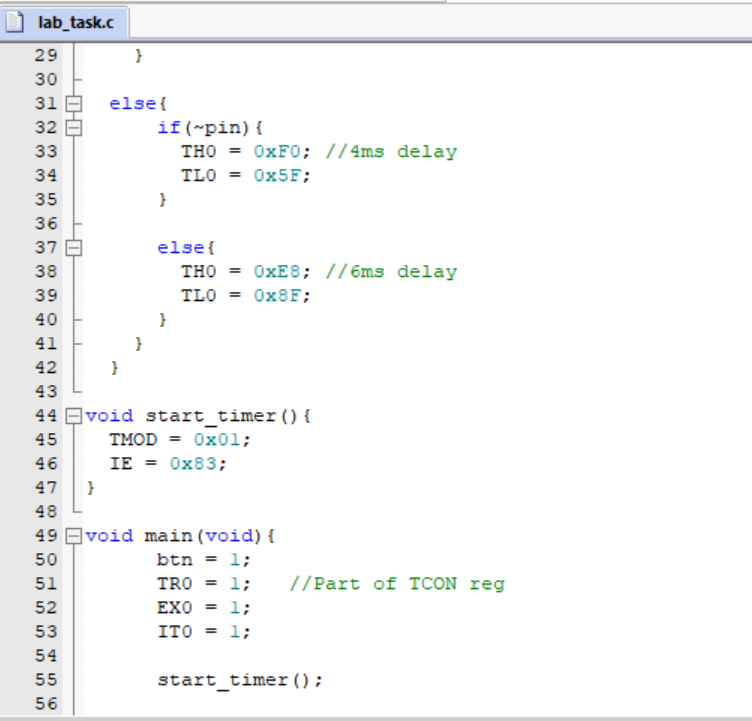 lab_task.c
29 }
30
31 else{
32 if(~pin){
33 TH0 = 0xF0; //4ms delay
34 TL0 = 0x5F;
35 }
36
37 else{
38 TH0 = 0xE8; //6ms delay
39 TL0 = 0x8F;
40 }
41 }
42 }
43
44 void start_timer(){
45 TMOD = 0x01;
46 IE = 0x83;
47 }
48
49 void main(void){
50 btn = 1;
51 TR0 = 1; //Part of TCON reg
52 EX0 = 1;
53 IT0 = 1;
54
55 start_timer();
56